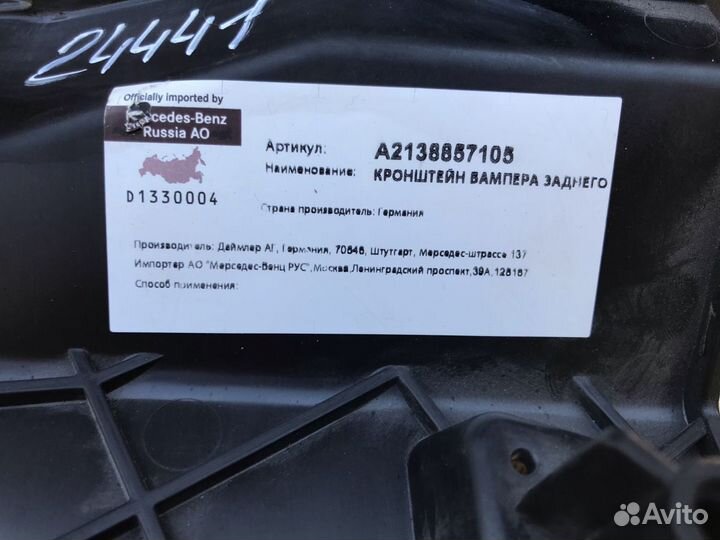 24441
Officially imported by
cedes-Benz
Russia AO
D1330004
Артикул: A2138857105
Наименование: КРОНШТЕЙН БАМПЕРА ЗАДНЕГО
Страна производитель: Германия
Производитель: Даймлер АГ, Германия, 70546, Штутгарт, Мерседес-штрассе 137
Импортер АО "Мерседес-Бенц РУС", Москва, Ленинградский проспект, 39А, 125167
Способ применения:
Avito